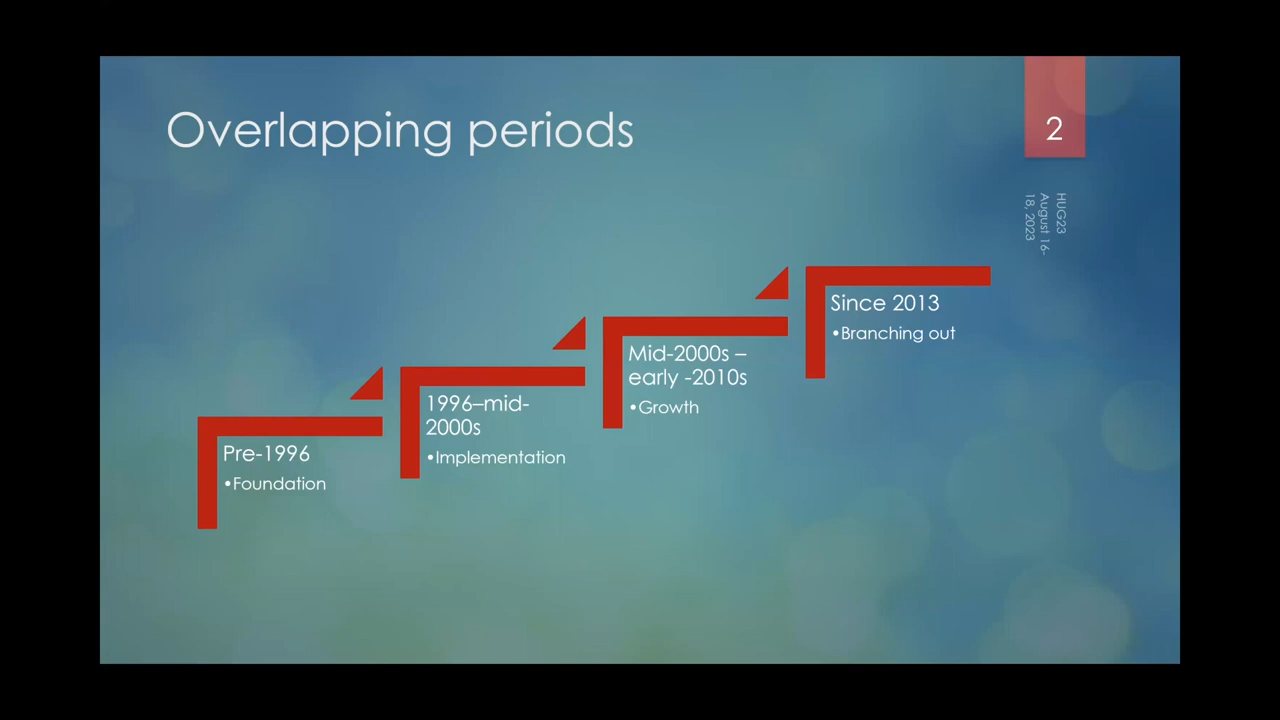 Overlapping periods
2
HUG23
August 16-
18, 2023
Since 2013
•Branching out
Mid-2000s –
early -2010s
•Growth
1996–mid-
2000s
•Implementation
Pre-1996
•Foundation